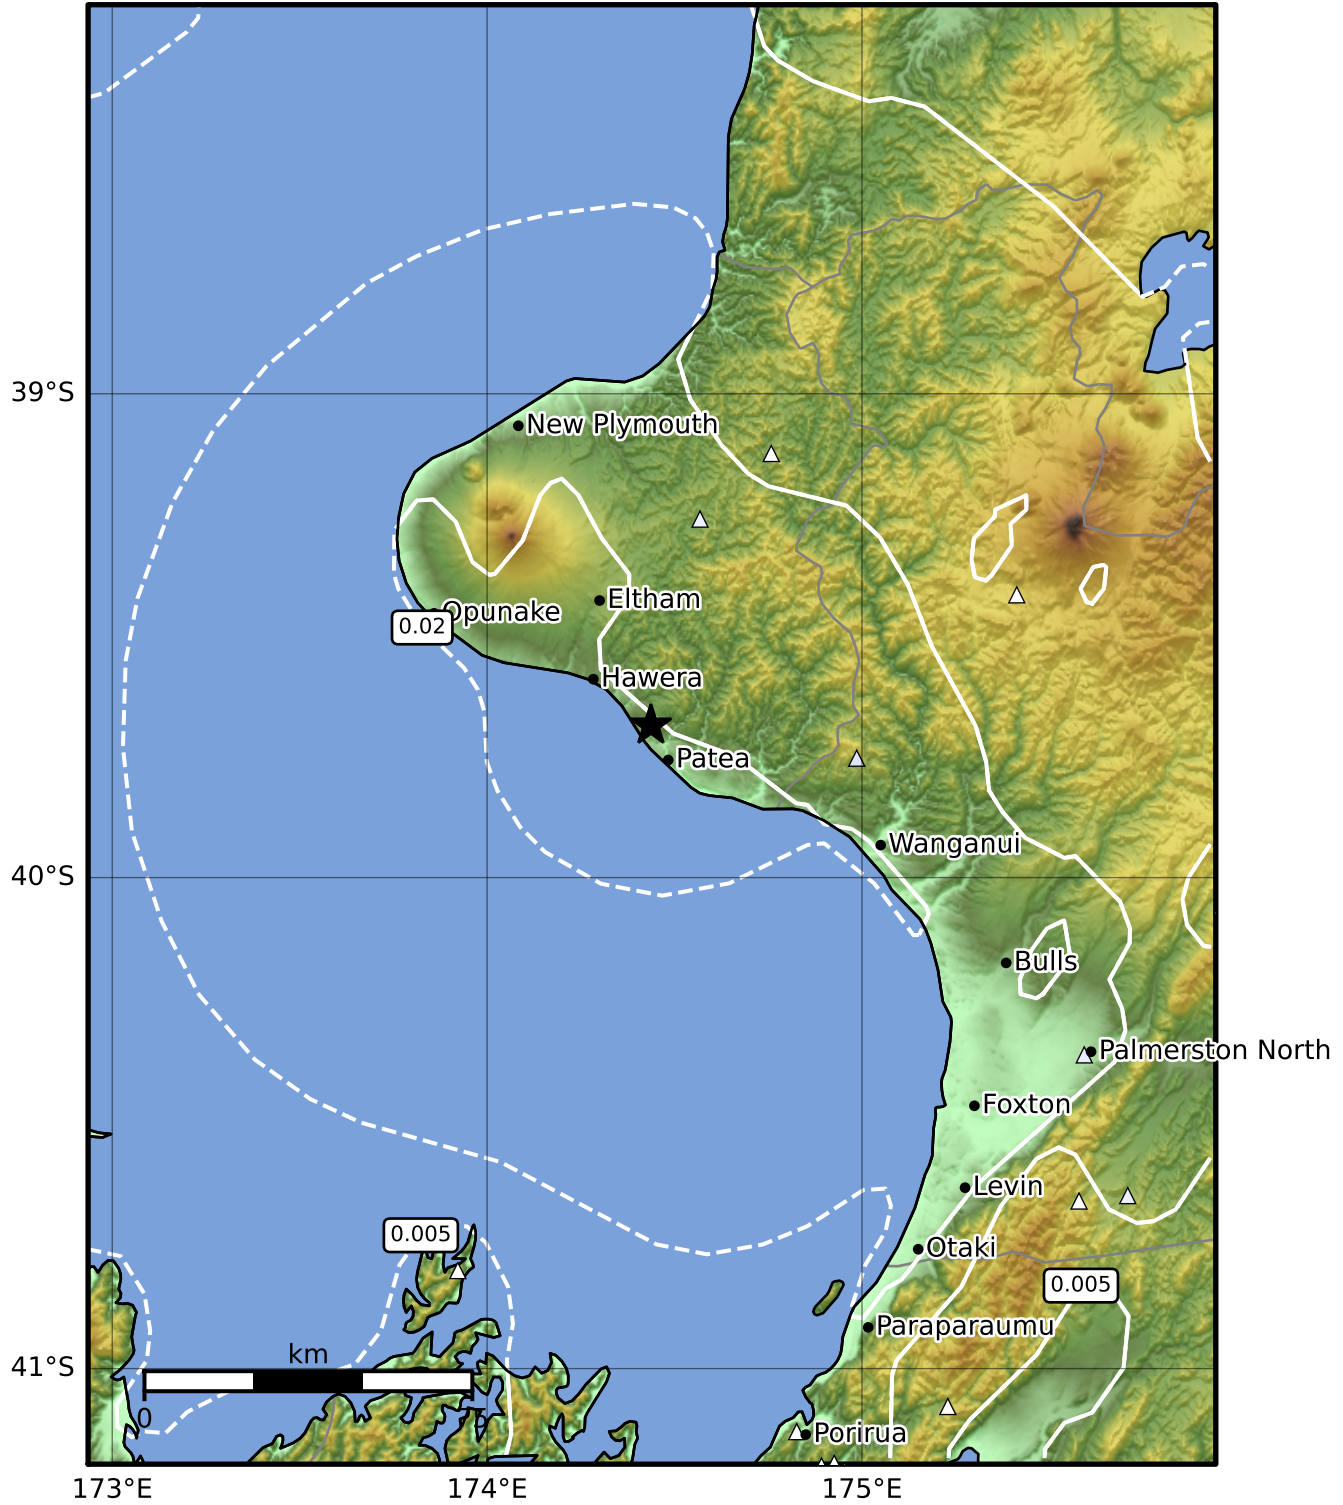 39°S
New Plymouth
Eltham
Opunake
0.02
Hawera
Patea
Wanganui
40°S
Bulls
Palmerston North
Foxton
Levin
0.005
Otaki
0.005
Paraparaumu
km
41°S
0
75
Porirua
173°E
174°E
175°E